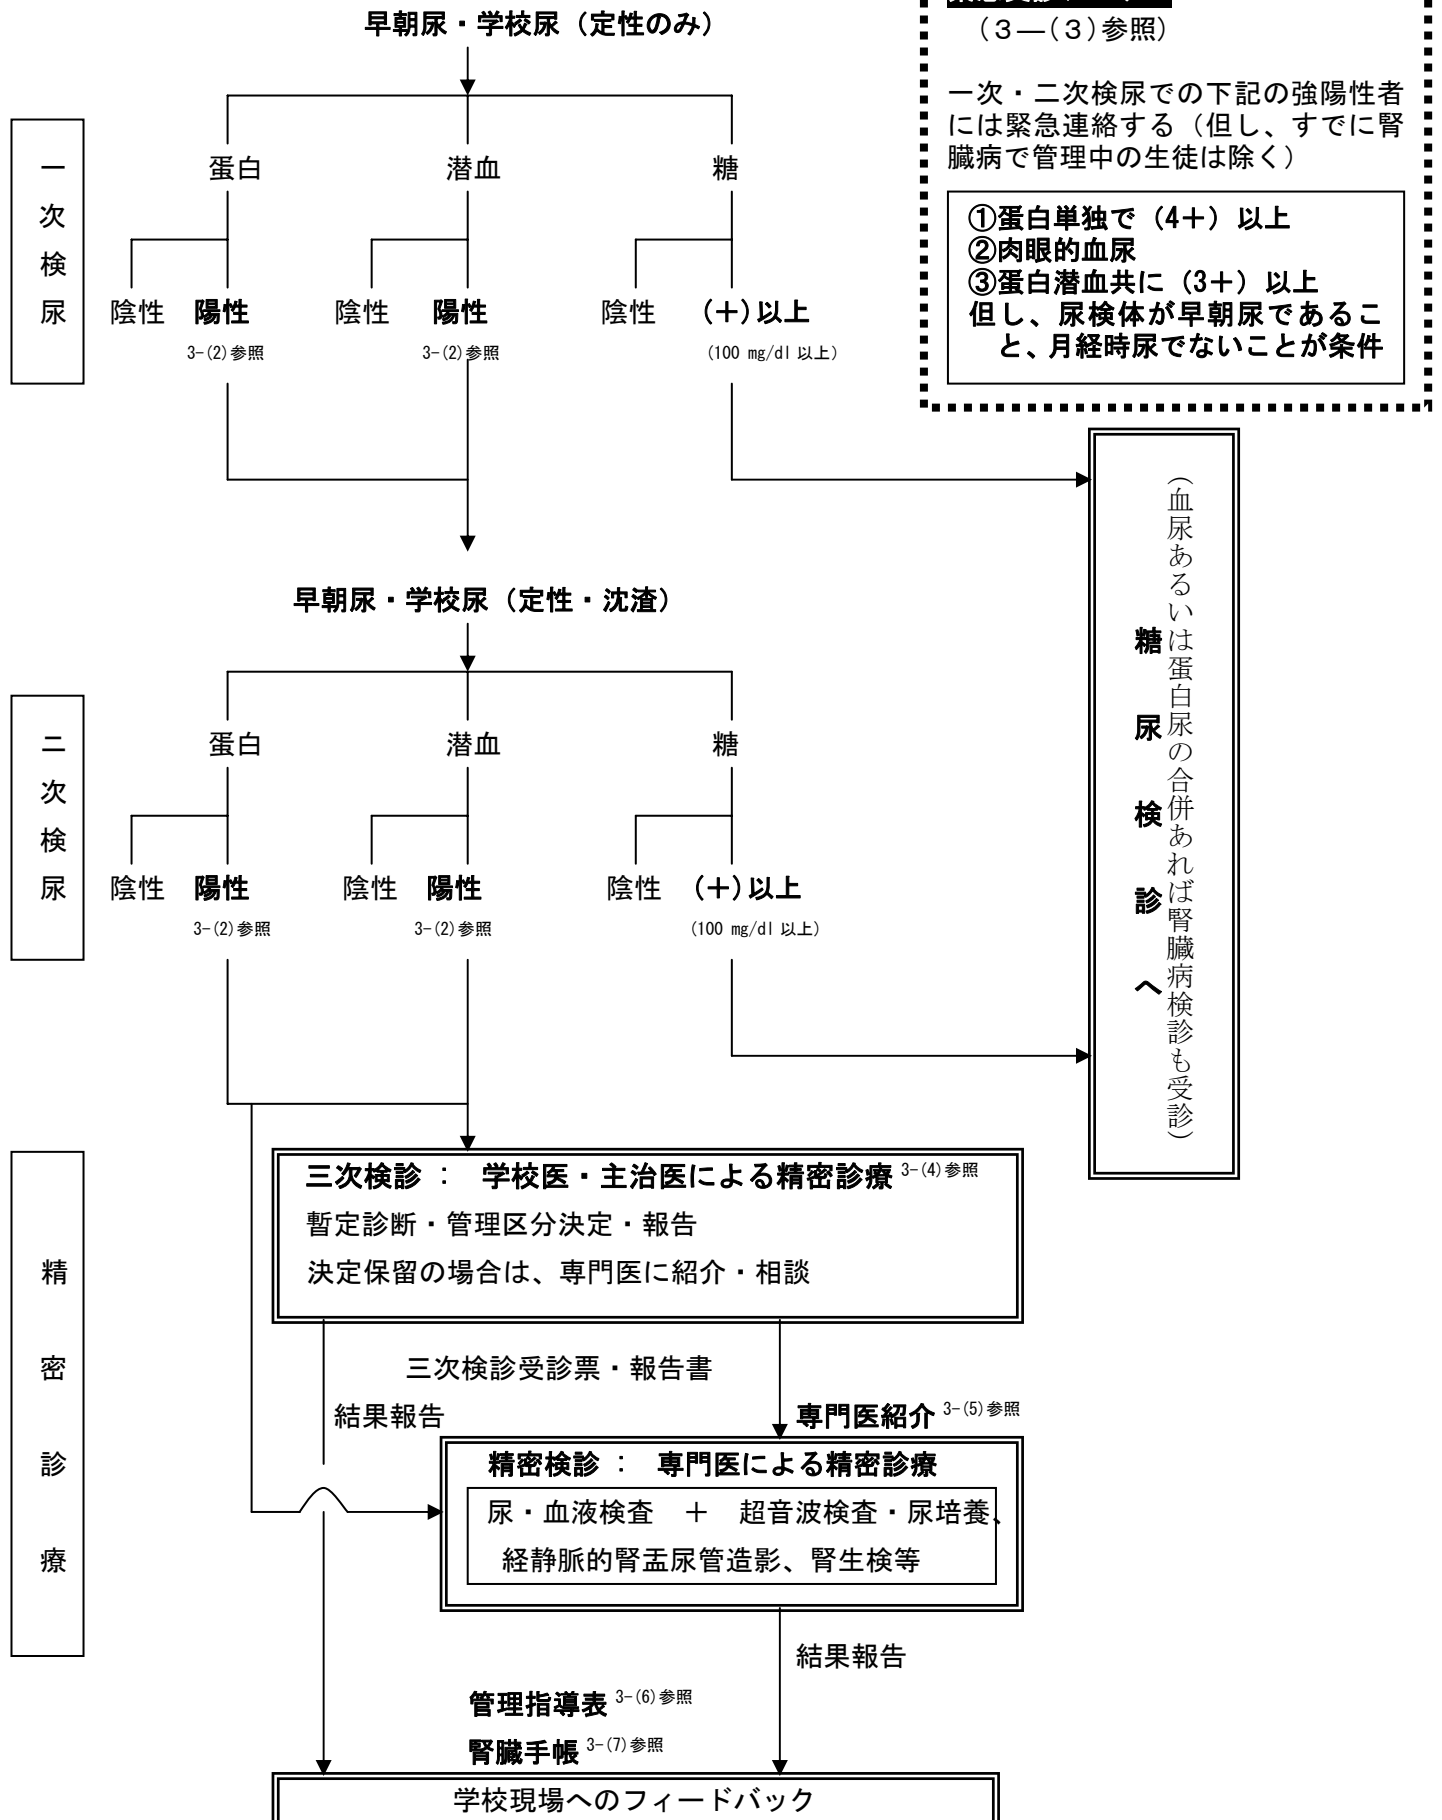 早朝尿・学校尿（定性のみ）
（3―(3)参照）
一次・二次検尿での下記の強陽性者
には緊急連絡する（但し、すでに腎
臓病で管理中の生徒は除く）
①蛋白単独で（4+）以上
②肉眼的血尿
③蛋白潜血共に（3+）以上
但し、尿検体が早朝尿であるこ
と、月経時尿でないことが条件
一次検尿
蛋白 潜血 糖
陰性 陽性 陰性 陽性 陰性 (+)以上
3-(2)参照 3-(2)参照 (100 mg/dl 以上)
早朝尿・学校尿（定性・沈渣）
二次検尿
蛋白 潜血 糖
陰性 陽性 陰性 陽性 陰性 (+)以上
3-(2)参照 3-(2)参照 (100 mg/dl 以上)
（血尿あるいは蛋白尿の合併あれば腎臓病検診も受診）
糖尿検診へ
精密診療
三次検診 ： 学校医・主治医による精密診療 3-(4)参照
暫定診断・管理区分決定・報告
決定保留の場合は、専門医に紹介・相談
三次検診受診票・報告書
結果報告 専門医紹介 3-(5)参照
精密検診 ： 専門医による精密診療
尿・血液検査 ＋ 超音波検査・尿培養、
経静脈的腎盂尿管造影、腎生検等
結果報告
管理指導表 3-(6)参照
腎臓手帳 3-(7)参照
学校現場へのフィードバック